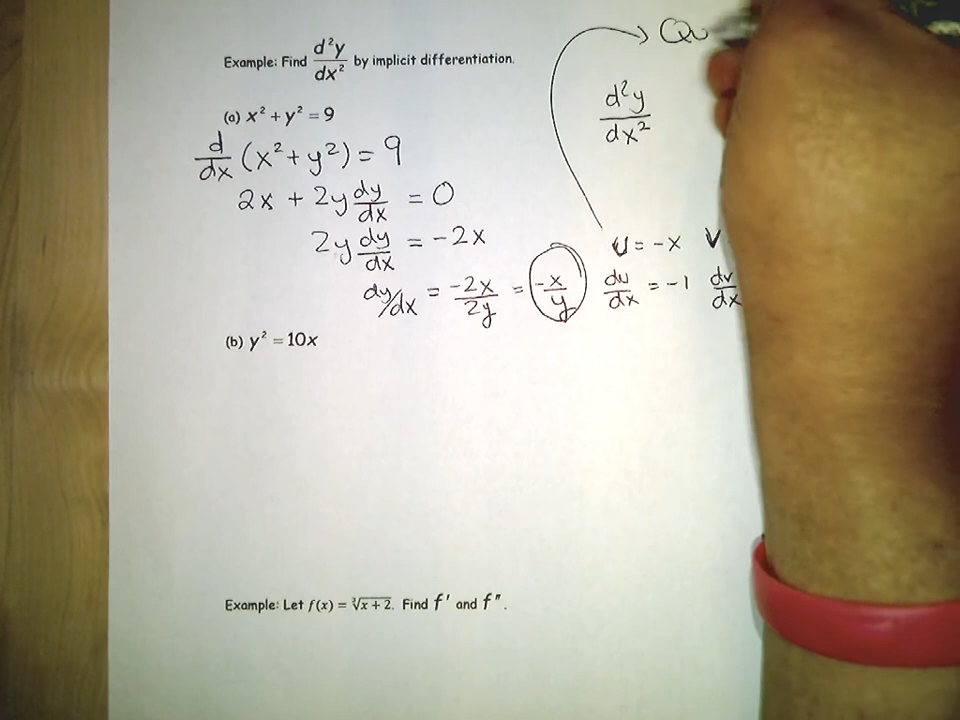 Example: Find d²y/dx² by implicit differentiation.
(a) x² + y² = 9
d/dx (x² + y²) = 9
2x + 2y dy/dx = 0
2y dy/dx = -2x
dy/dx = -2x/2y = -x/y
d²y/dx²
u = -x v
du/dx = -1 dv/dx
(b) y² = 10x
Example: Let f(x) = ∛x + 2. Find f' and f".